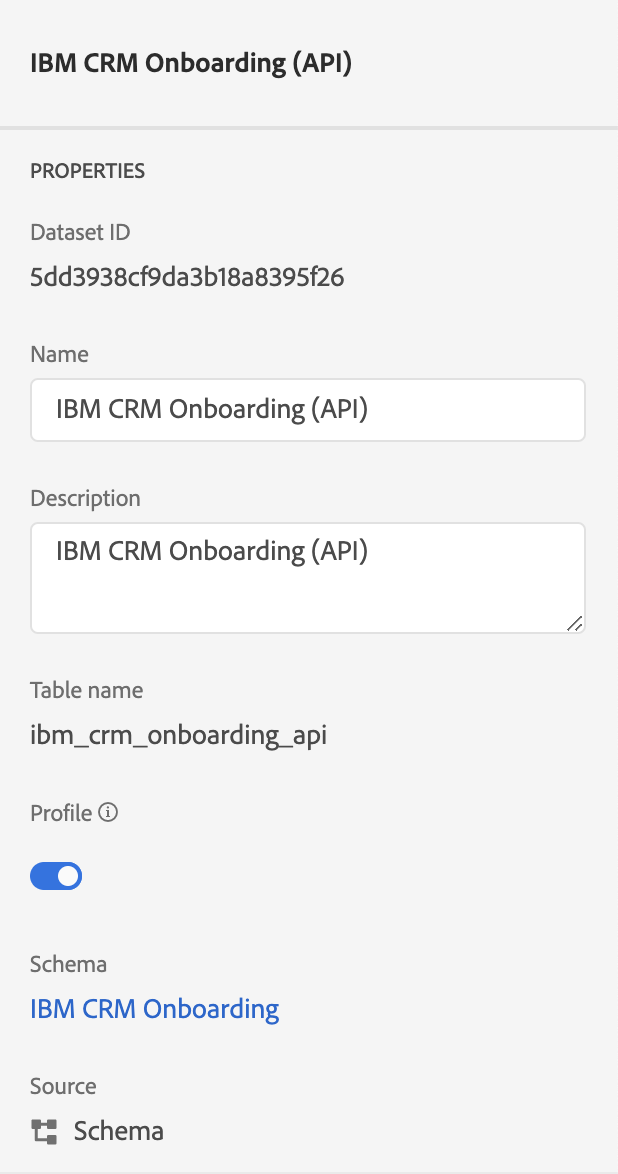 IBM CRM Onboarding (API)
PROPERTIES
Dataset ID
5dd3938cf9da3b18a8395f26
Name
IBM CRM Onboarding (API)
Description
IBM CRM Onboarding (API)
Table name
ibm_crm_onboarding_api
Profile
Schema
IBM CRM Onboarding
Source
Schema